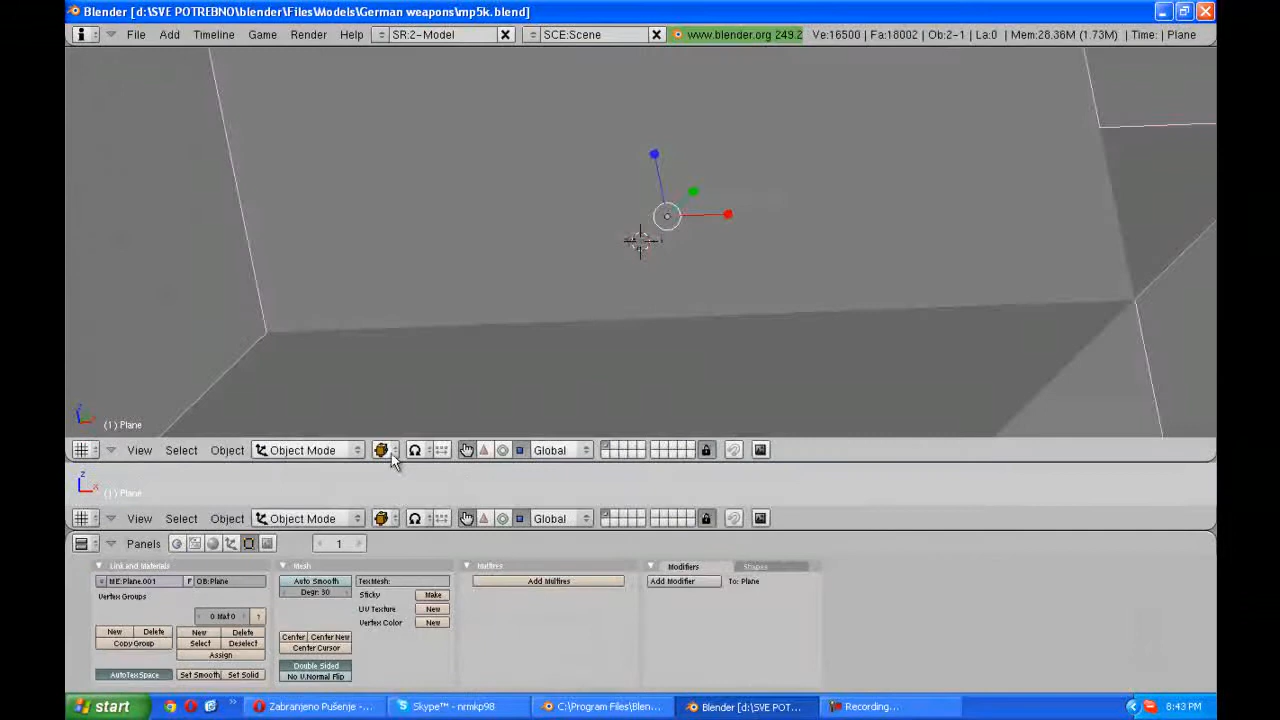 Blender [d:\SVE POTREBNO\blender\Files\Models\German weapons\mp5k.blend]
File Add Timeline Game Render Help SR:2-Model SCE:Scene www.blender.org 249.2 Ve:16500 | Fa:18002 | Ob:2-1 | La:0 | Mem:28.36M (1.73M) | Time: | Plane
(1) Plane
View Select Object Object Mode Global
z
x
(1) Plane
View Select Object Object Mode Global
Panels 1
Link and Materials Mesh Multires Modifiers Shapes
ME:Plane.001 F OB:Plane Auto Smooth TexMesh: Add Multires Add Modifier To: Plane
Vertex Groups Degr: 30 Sticky Make
UV Texture New
0 Mat 0 ? Vertex Color New
New Delete New Delete Center Center New
Copy Group Select Deselect Center Cursor
Assign
Double Sided
AutoTexSpace Set Smooth Set Solid No V.Normal Flip
start Zabranjeno Pušenje -... Skype™ - nrmkp98 C:\Program Files\Blen... Blender [d:\SVE POT... Recording... 8:43 PM